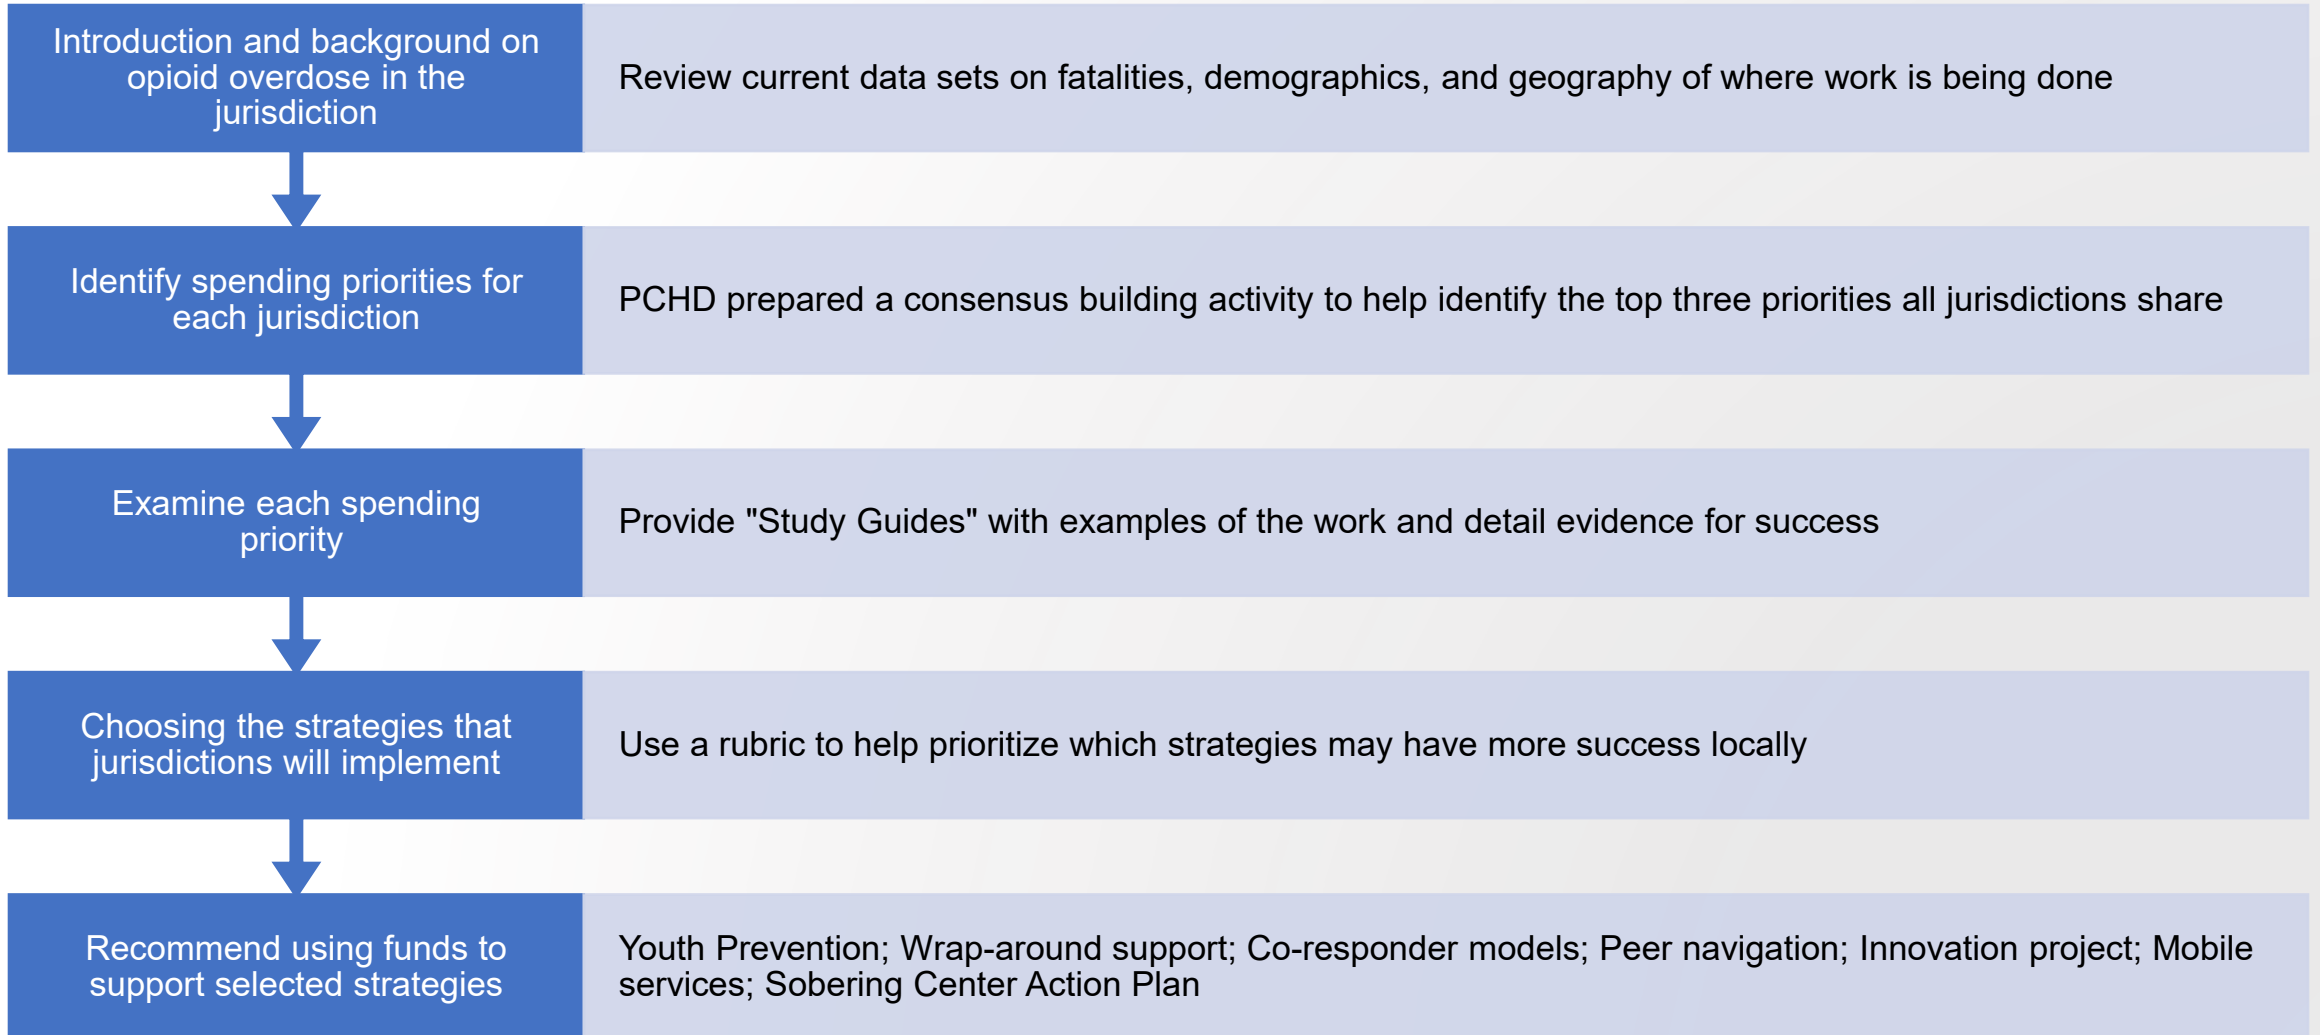 Introduction and background on
opioid overdose in the
jurisdiction
Review current data sets on fatalities, demographics, and geography of where work is being done
Identify spending priorities for
each jurisdiction
PCHD prepared a consensus building activity to help identify the top three priorities all jurisdictions share
Examine each spending
priority
Provide "Study Guides" with examples of the work and detail evidence for success
Choosing the strategies that
jurisdictions will implement
Use a rubric to help prioritize which strategies may have more success locally
Recommend using funds to
support selected strategies
Youth Prevention; Wrap-around support; Co-responder models; Peer navigation; Innovation project; Mobile
services; Sobering Center Action Plan